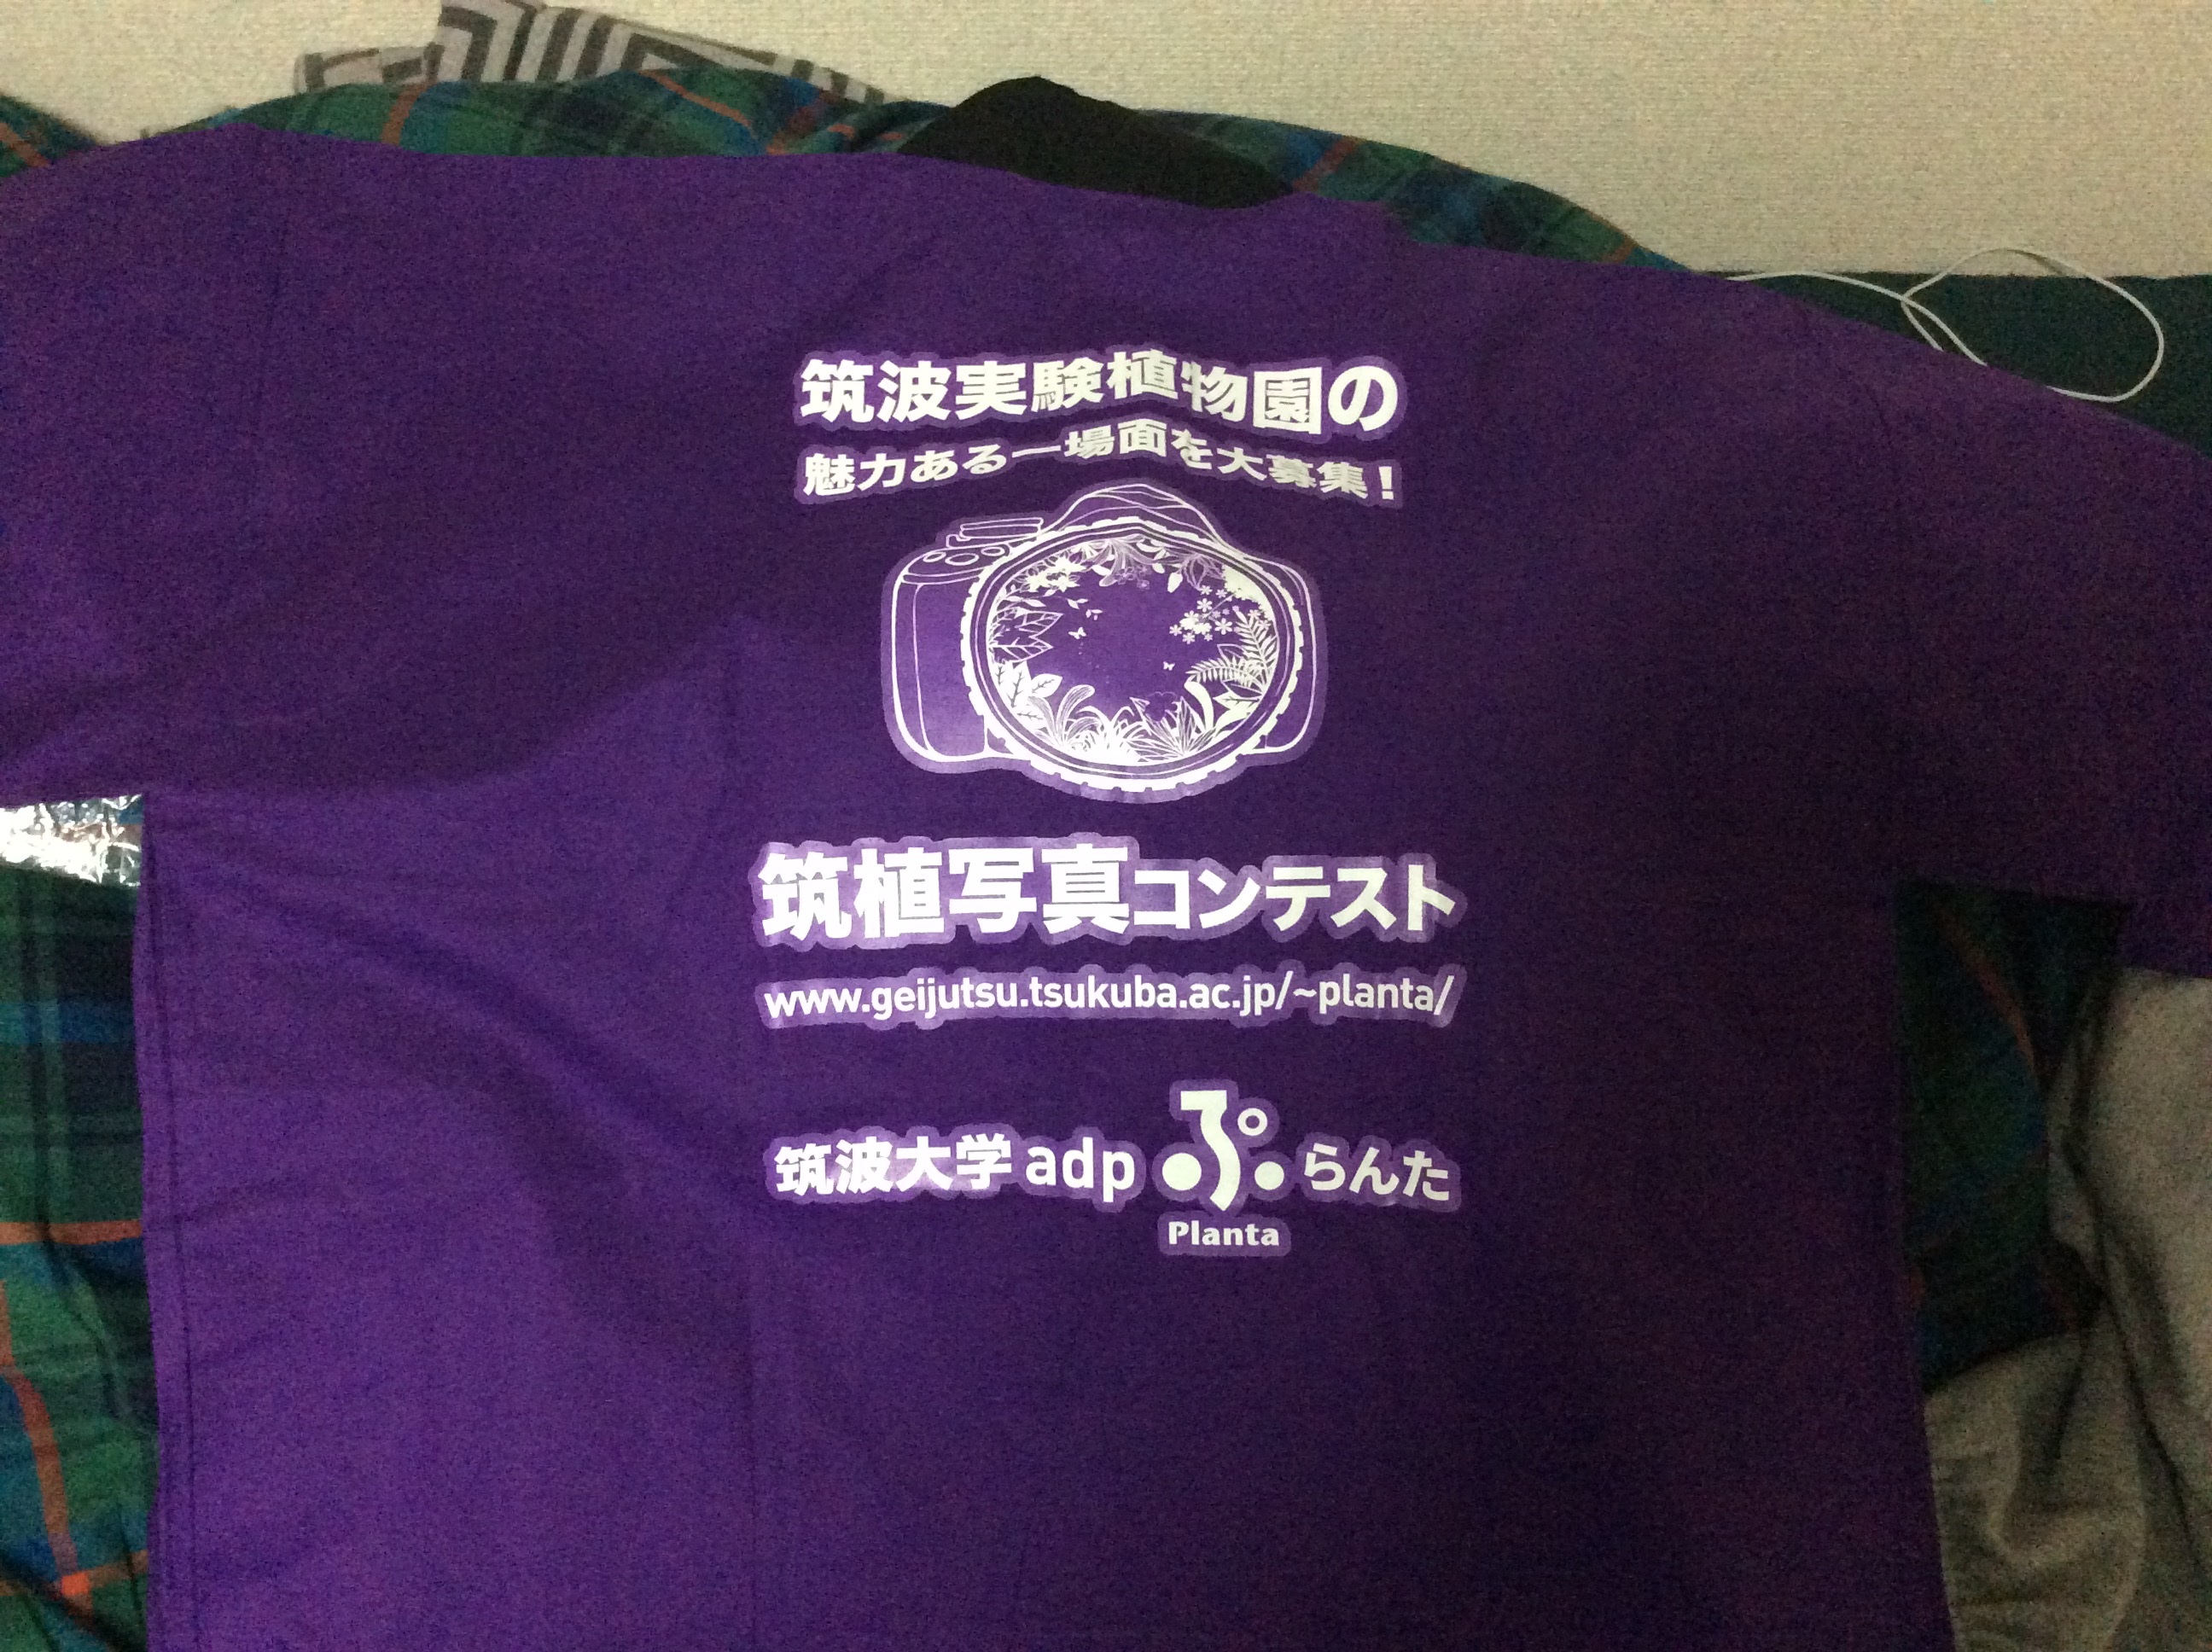 筑波実験植物園の
魅力ある一場面を大募集！
筑植写真コンテスト
www.geijutsu.tsukuba.ac.jp/~planta/
筑波大学 adp ぷらんた
Planta